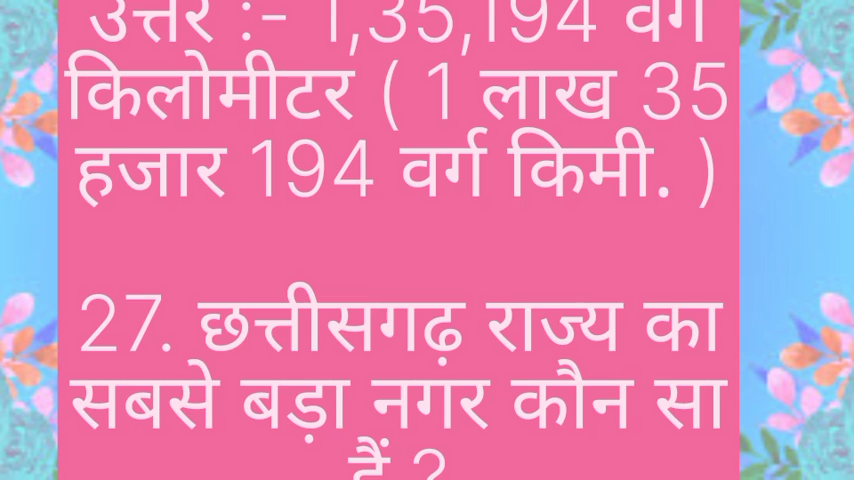 उत्तर :- 1,35,194 वर्ग
किलोमीटर ( 1 लाख 35
हजार 194 वर्ग किमी. )
27. छत्तीसगढ़ राज्य का
सबसे बड़ा नगर कौन सा
हैं ?